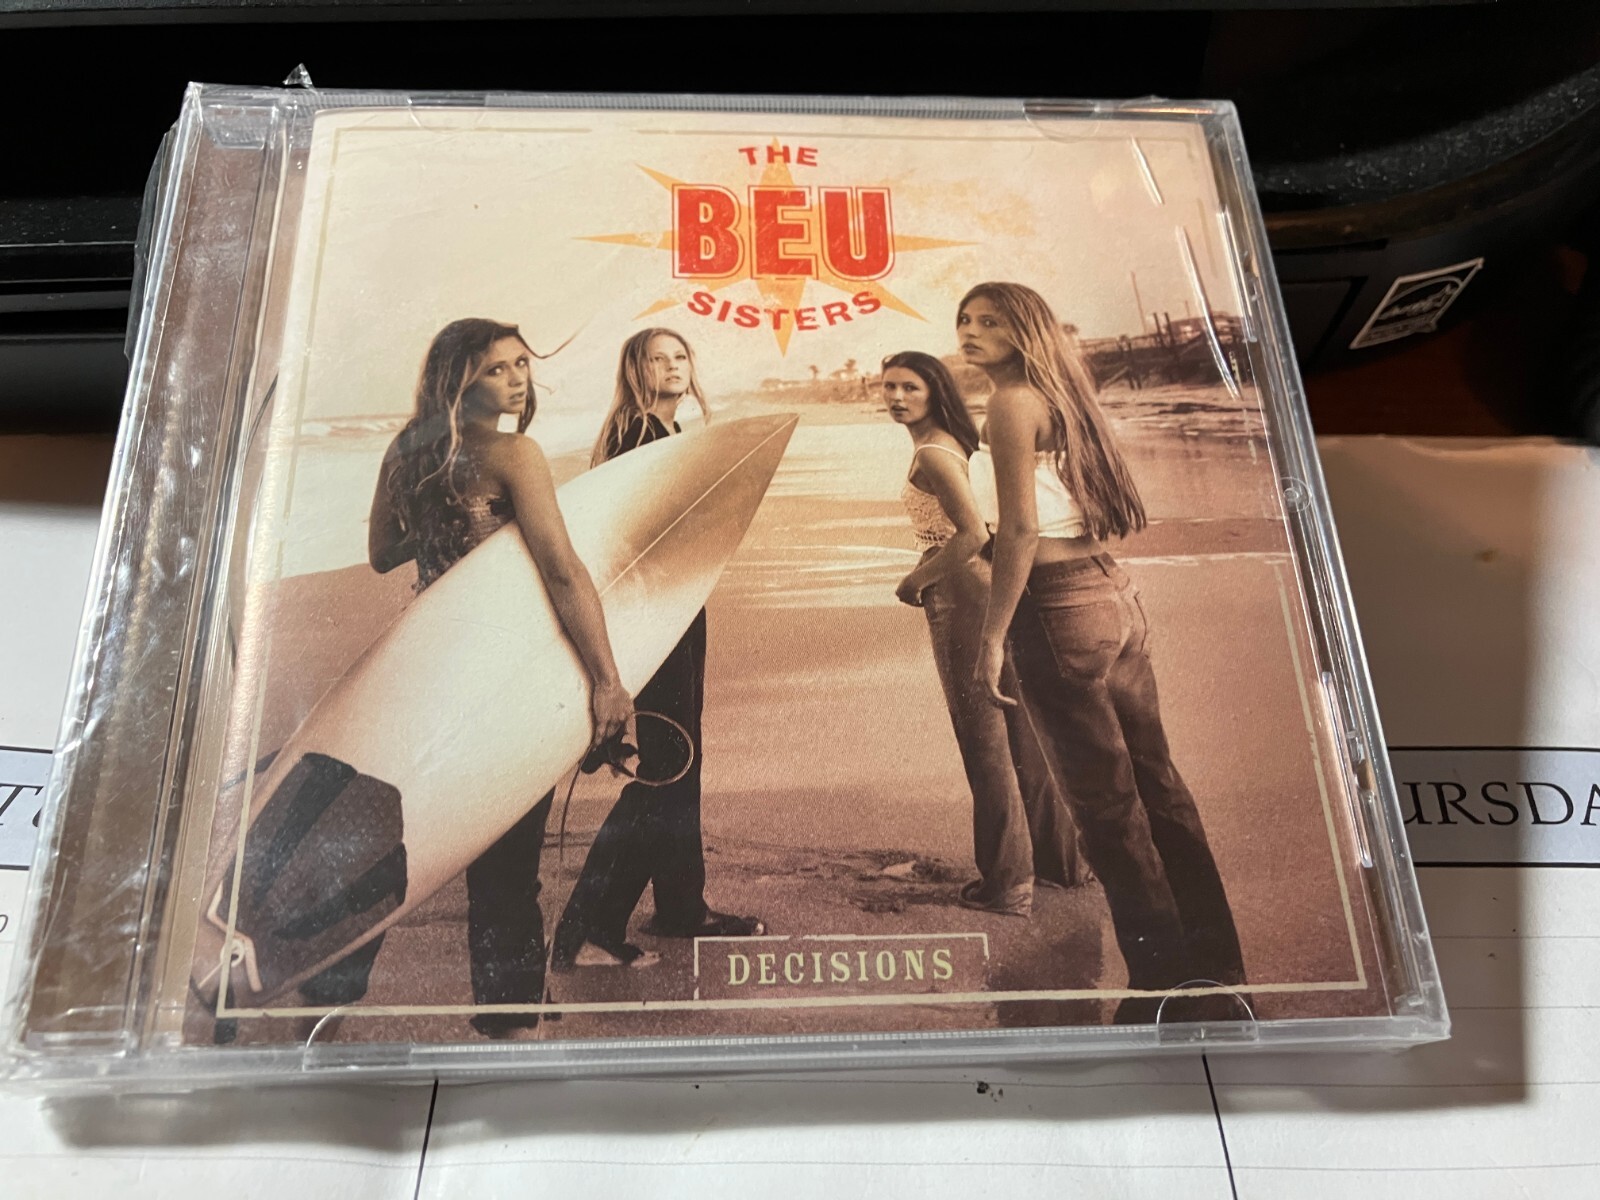 THE
BEU
SISTERS
URSDA
DECISIONS